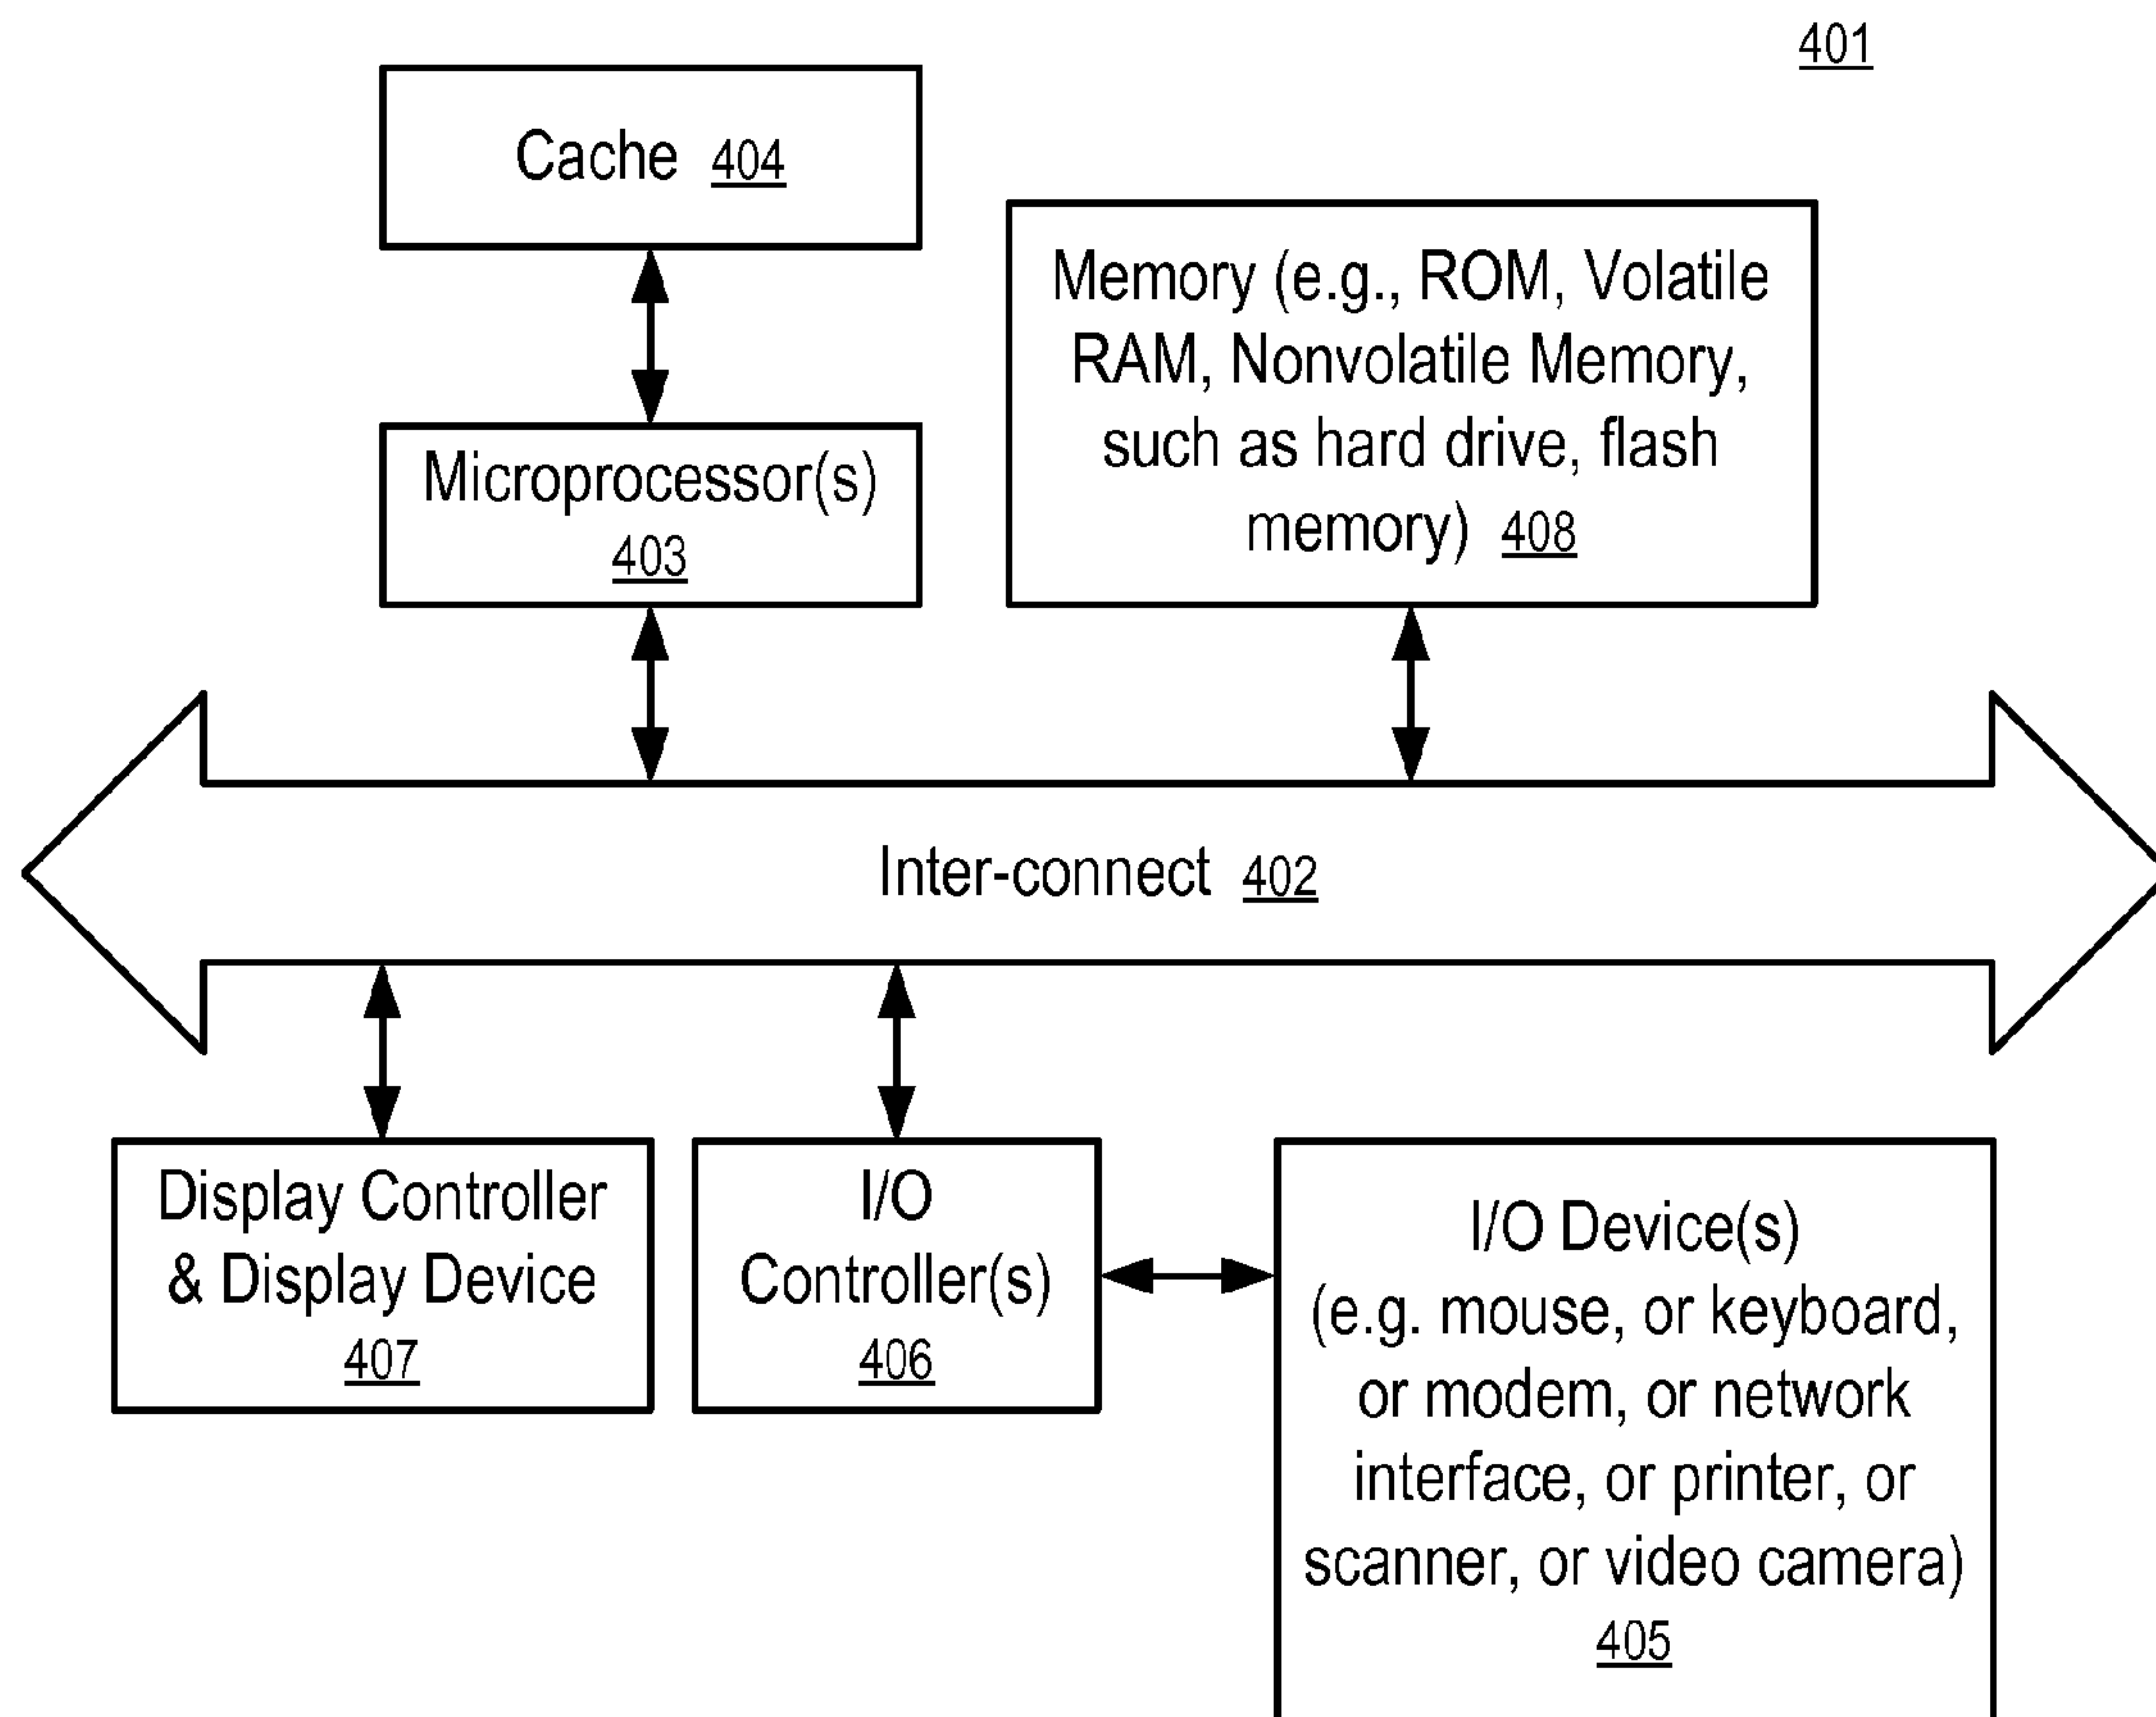 401
Cache 404
Memory (e.g., ROM, Volatile
RAM, Nonvolatile Memory,
such as hard drive, flash
memory) 408
Microprocessor(s)
403
Inter-connect 402
Display Controller
& Display Device
407
I/O
Controller(s)
406
I/O Device(s)
(e.g. mouse, or keyboard,
or modem, or network
interface, or printer, or
scanner, or video camera)
405